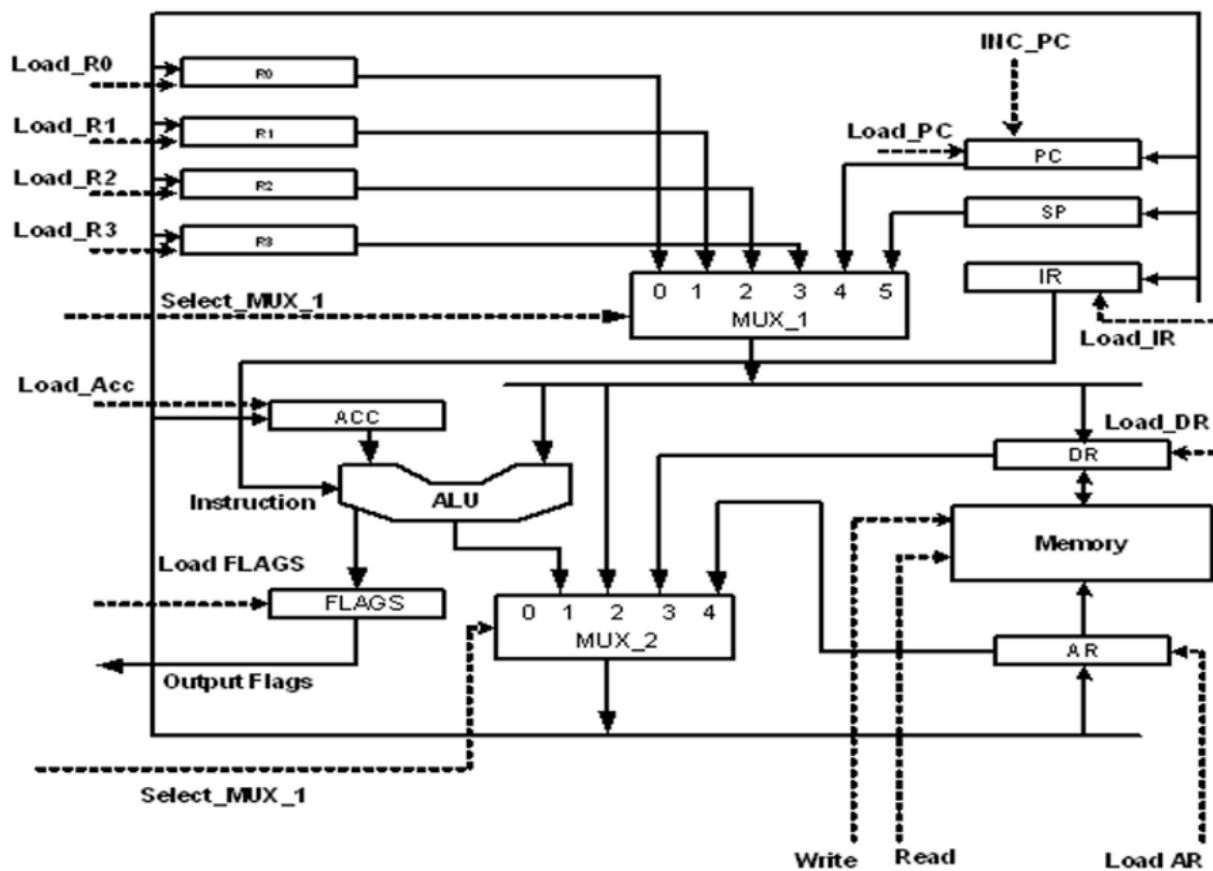 INC_PC
Load_R0
R0
Load_R1
R1
Load_PC
PC
Load_R2
R2
SP
Load_R3
R3
IR
Select_MUX_1
0 1 2 3 4 5
MUX_1
Load_IR
Load_Acc
ACC
Load_DR
DR
Instruction
ALU
Memory
Load FLAGS
FLAGS
0 1 2 3 4
MUX_2
AR
Output Flags
Select_MUX_1
Write
Read
Load AR